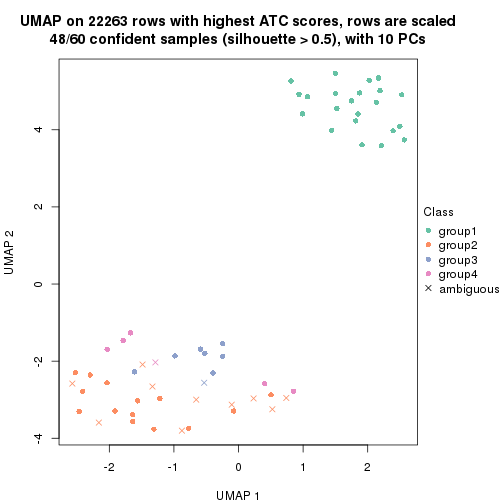 UMAP on 22263 rows with highest ATC scores, rows are scaled
48/60 confident samples (silhouette > 0.5), with 10 PCs
4
2
0
-2
-4
UMAP 2
-2
-1
0
1
2
UMAP 1
Class
group1
group2
group3
group4
ambiguous